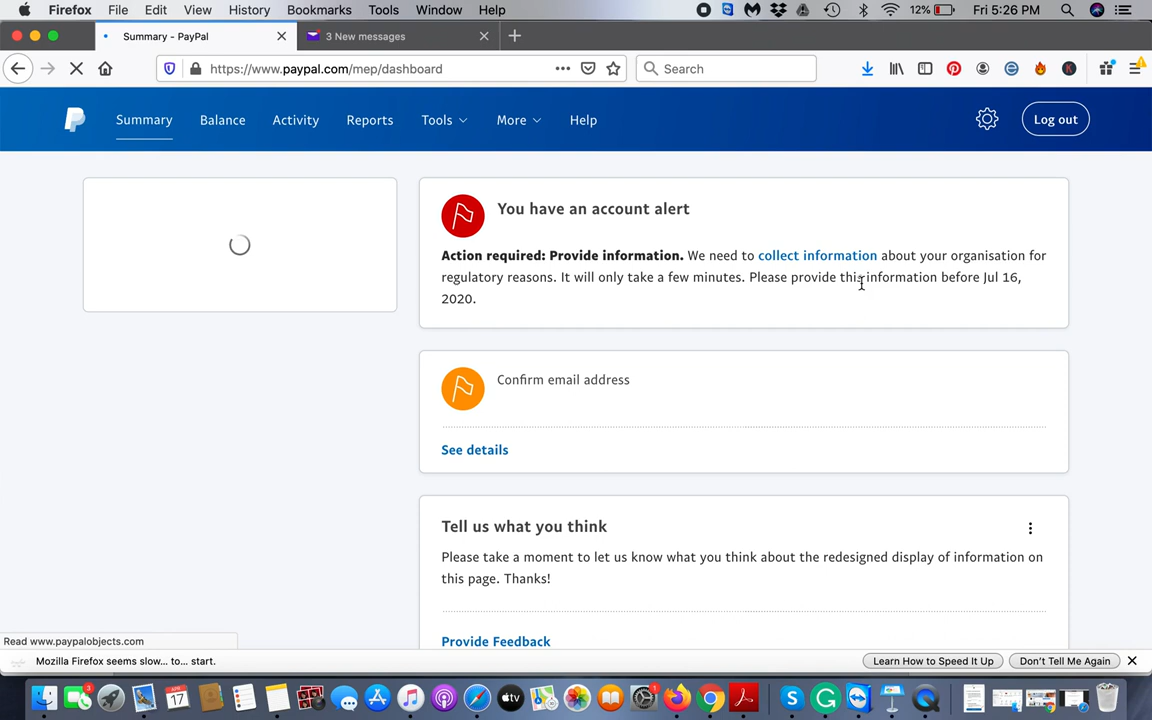 Firefox File Edit View History Bookmarks Tools Window Help 12% Fri 5:26 PM
Summary - PayPal 3 New messages
https://www.paypal.com/mep/dashboard Search
Summary Balance Activity Reports Tools More Help Log out
You have an account alert
Action required: Provide information. We need to collect information about your organisation for
regulatory reasons. It will only take a few minutes. Please provide this information before Jul 16,
2020.
Confirm email address
See details
Tell us what you think
Please take a moment to let us know what you think about the redesigned display of information on
this page. Thanks!
Provide Feedback
Read www.paypalobjects.com
Mozilla Firefox seems slow... to... start. Learn How to Speed It Up Don't Tell Me Again
3 APR 17 tv 1